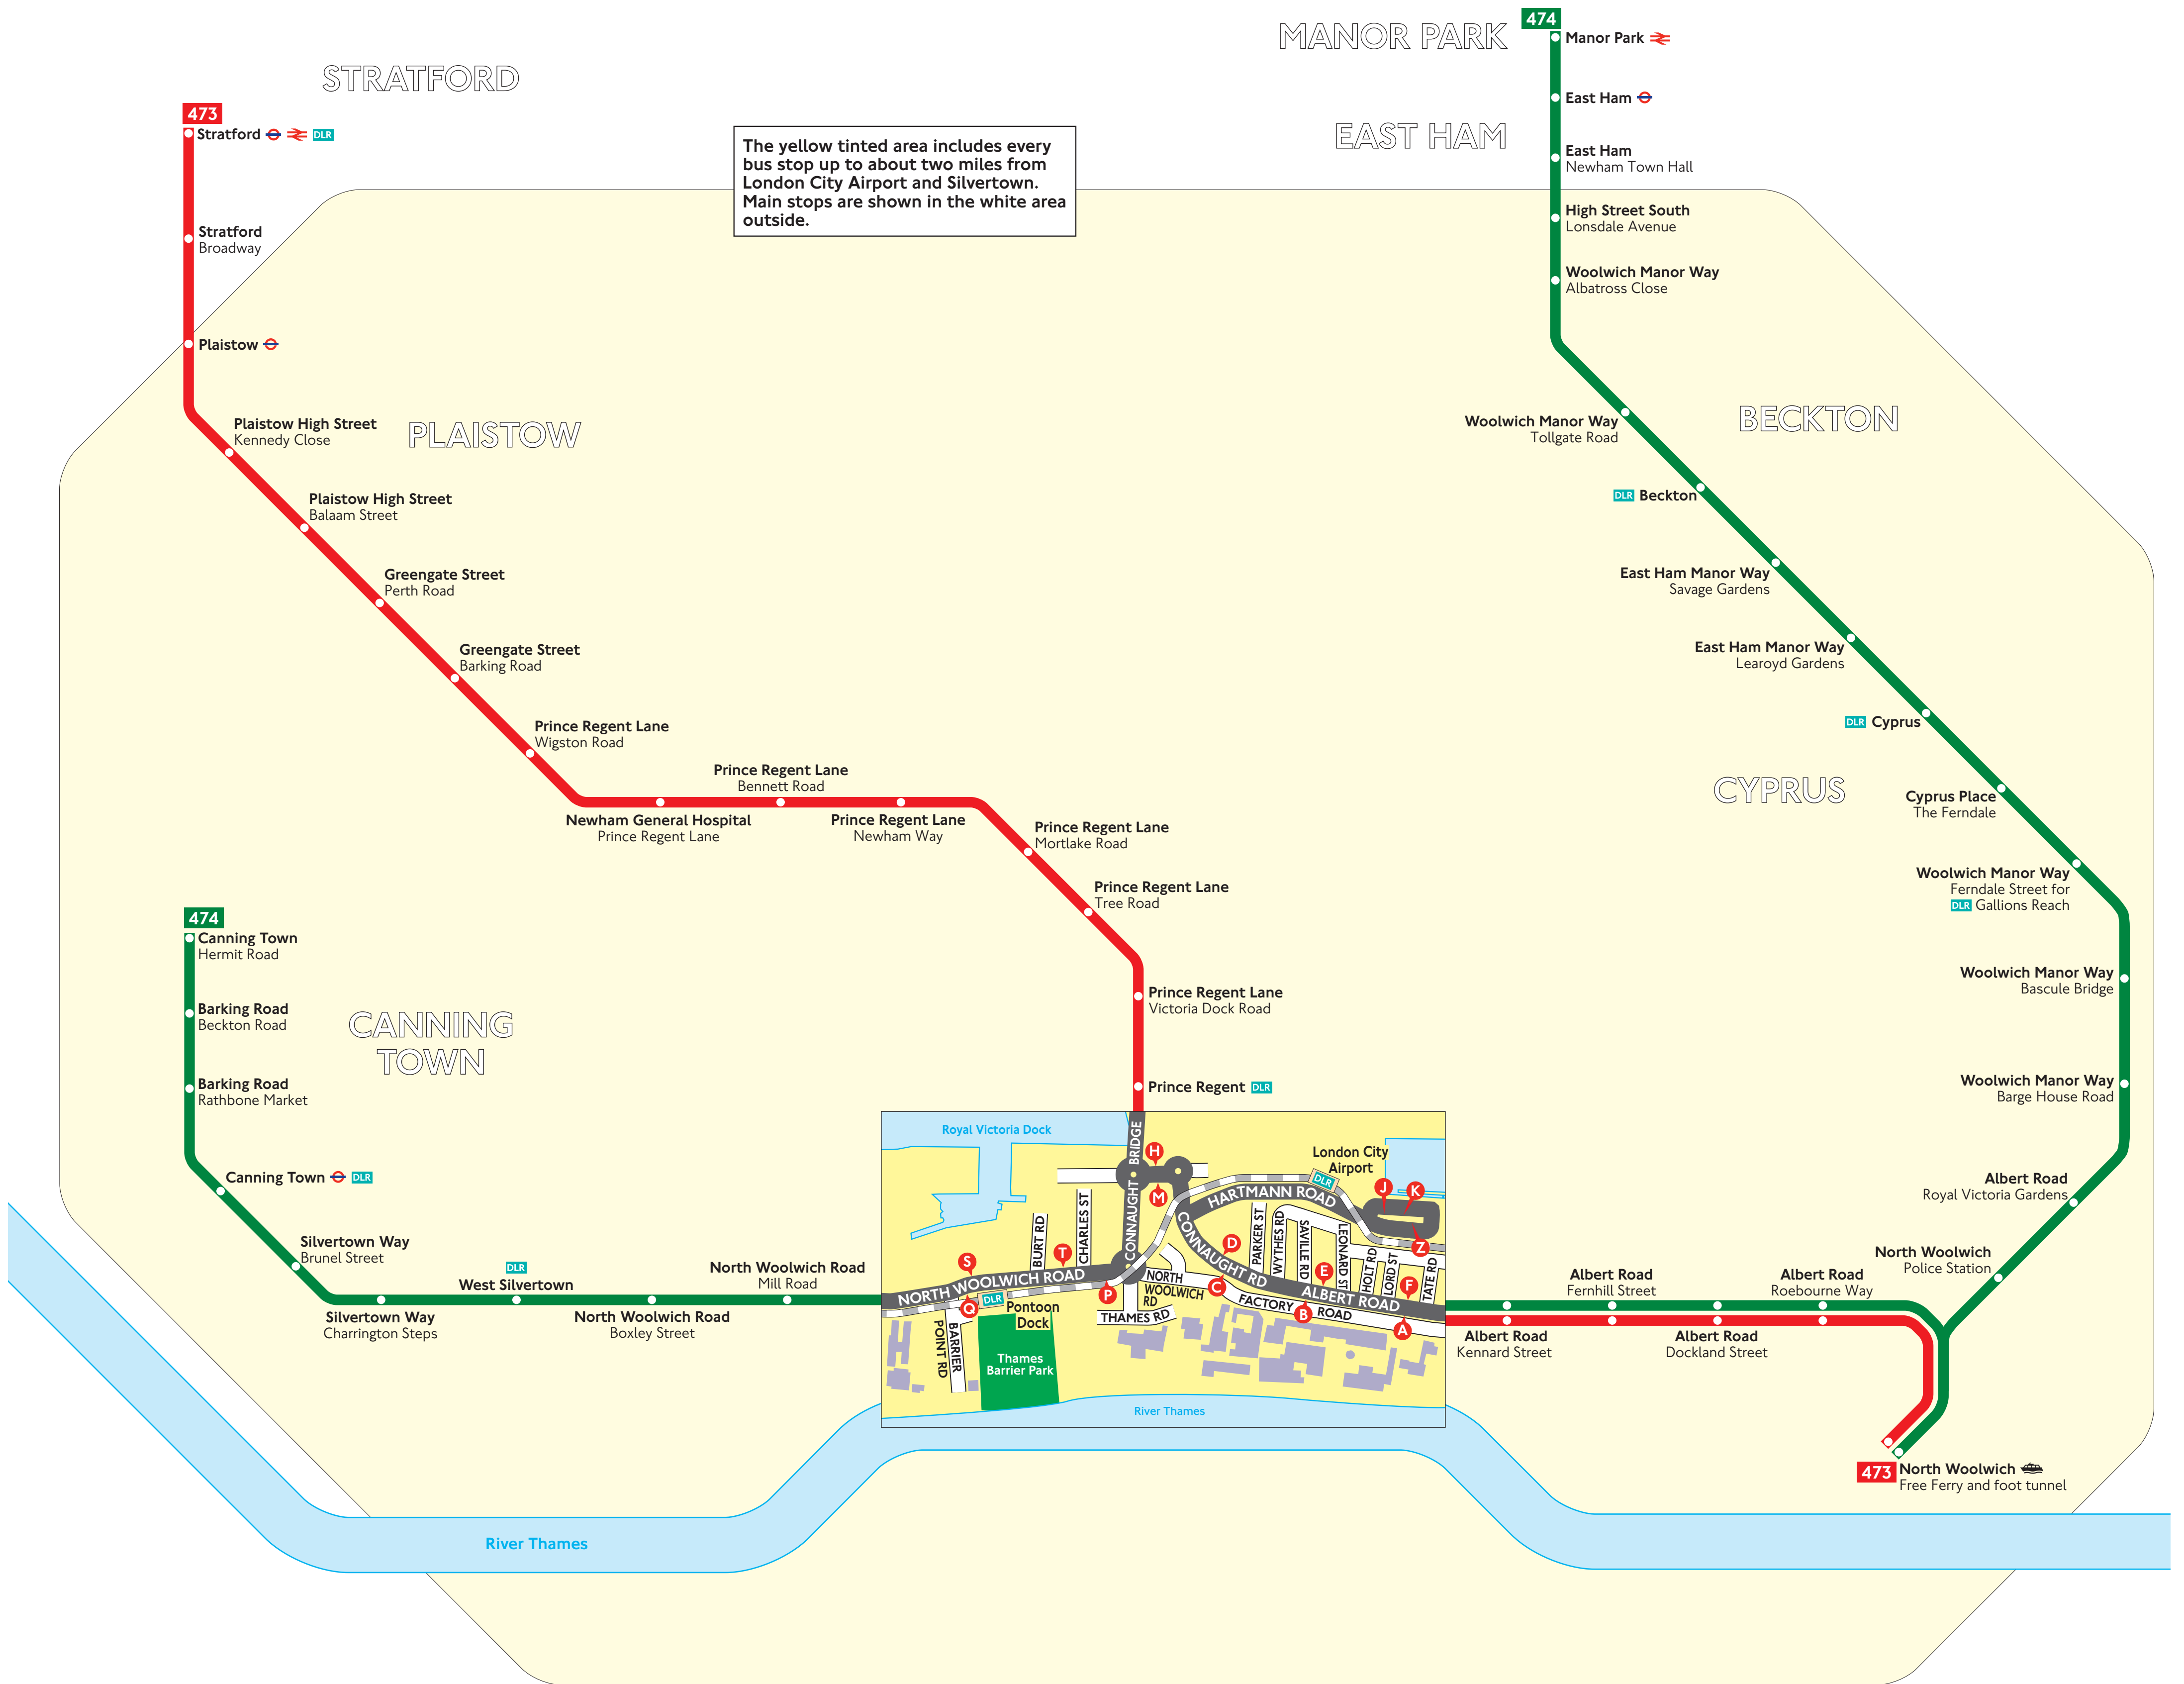 MANOR PARK
474
Manor Park
East Ham
EAST HAM
East Ham
Newham Town Hall
High Street South
Lonsdale Avenue
Woolwich Manor Way
Albatross Close
STRATFORD
473
Stratford DLR
Stratford
Broadway
Plaistow
The yellow tinted area includes every
bus stop up to about two miles from
London City Airport and Silvertown.
Main stops are shown in the white area
outside.
Plaistow High Street
Kennedy Close
PLAISTOW
Plaistow High Street
Balaam Street
Greengate Street
Perth Road
Greengate Street
Barking Road
Prince Regent Lane
Wigston Road
Prince Regent Lane
Bennett Road
Newham General Hospital
Prince Regent Lane
Prince Regent Lane
Newham Way
Prince Regent Lane
Mortlake Road
Prince Regent Lane
Tree Road
Prince Regent Lane
Victoria Dock Road
Prince Regent DLR
BECKTON
Woolwich Manor Way
Tollgate Road
DLR Beckton
East Ham Manor Way
Savage Gardens
East Ham Manor Way
Learoyd Gardens
DLR Cyprus
CYPRUS
Cyprus Place
The Ferndale
Woolwich Manor Way
Ferndale Street for
DLR Gallions Reach
Woolwich Manor Way
Bascule Bridge
Woolwich Manor Way
Barge House Road
Albert Road
Royal Victoria Gardens
North Woolwich
Police Station
474
Canning Town
Hermit Road
Barking Road
Beckton Road
CANNING
TOWN
Barking Road
Rathbone Market
Canning Town DLR
Silvertown Way
Brunel Street
Silvertown Way
Charrington Steps
DLR
West Silvertown
North Woolwich Road
Boxley Street
North Woolwich Road
Mill Road
Royal Victoria Dock
CONNAUGHT BRIDGE
H
M
London City
Airport
DLR
J
K
Z
HARTMANN ROAD
CONNAUGHT RD
BURT RD
CHARLES ST
T
S
NORTH WOOLWICH ROAD
Q
DLR
Pontoon
Dock
P
NORTH
WOOLWICH
RD
THAMES RD
C
D
PARKER ST
WYTHES RD
SAVILLE RD
LEONARD ST
E
HOLT RD
LORD ST
F
TATE RD
ALBERT ROAD
FACTORY ROAD
B
A
BARRIER
POINT RD
Thames
Barrier Park
River Thames
Albert Road
Fernhill Street
Albert Road
Roebourne Way
Albert Road
Kennard Street
Albert Road
Dockland Street
473
North Woolwich
Free Ferry and foot tunnel
River Thames